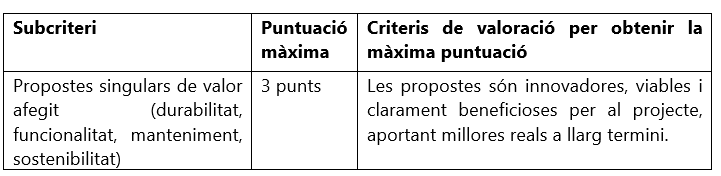 Subcriteri
Puntuació
màxima
Criteris de valoració per obtenir la
màxima puntuació
Propostes singulars de valor
afegit (durabilitat,
funcionalitat, manteniment,
sostenibilitat)
3 punts
Les propostes són innovadores, viables i
clarament beneficioses per al projecte,
aportant millores reals a llarg termini.